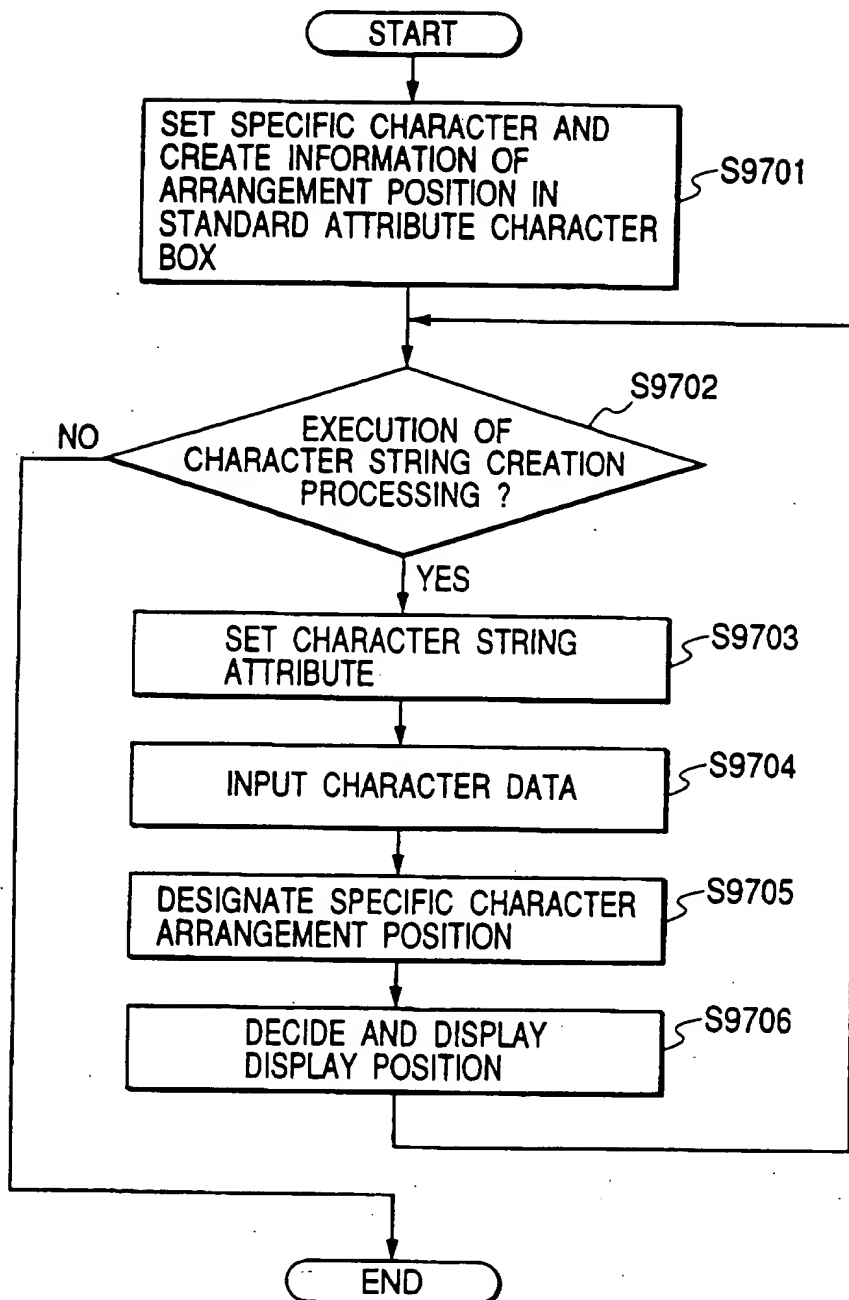 START
SET SPECIFIC CHARACTER AND
CREATE INFORMATION OF
ARRANGEMENT POSITION IN
STANDARD ATTRIBUTE CHARACTER
BOX
S9701
S9702
NO
EXECUTION OF
CHARACTER STRING CREATION
PROCESSING ?
YES
SET CHARACTER STRING
ATTRIBUTE
S9703
INPUT CHARACTER DATA
S9704
DESIGNATE SPECIFIC CHARACTER
ARRANGEMENT POSITION
S9705
DECIDE AND DISPLAY
DISPLAY POSITION
S9706
END